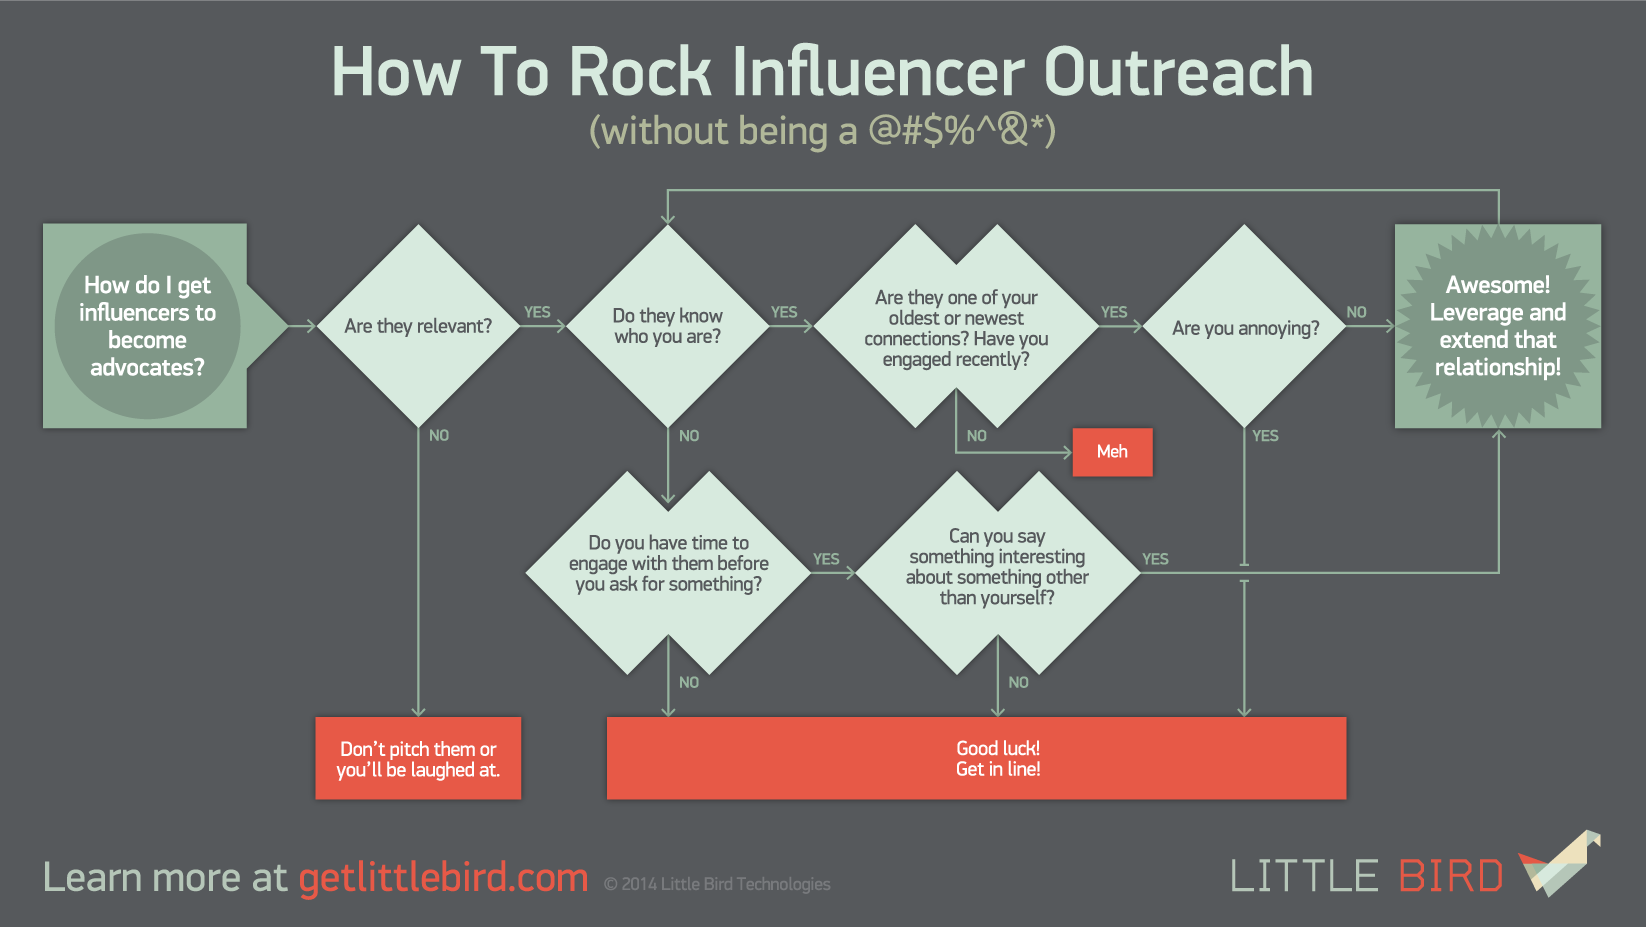 How To Rock Influencer Outreach
(without being a @#$%^&*)
How do I get
influencers to
become
advocates?
Are they relevant?
YES
NO
Do they know
who you are?
YES
NO
Are they one of your
oldest or newest
connections? Have you
engaged recently?
YES
NO
Meh
Are you annoying?
NO
YES
Awesome!
Leverage and
extend that
relationship!
Do you have time to
engage with them before
you ask for something?
YES
NO
Can you say
something interesting
about something other
than yourself?
YES
NO
Don't pitch them or
you'll be laughed at.
Good luck!
Get in line!
Learn more at getlittlebird.com
© 2014 Little Bird Technologies
LITTLE BIRD